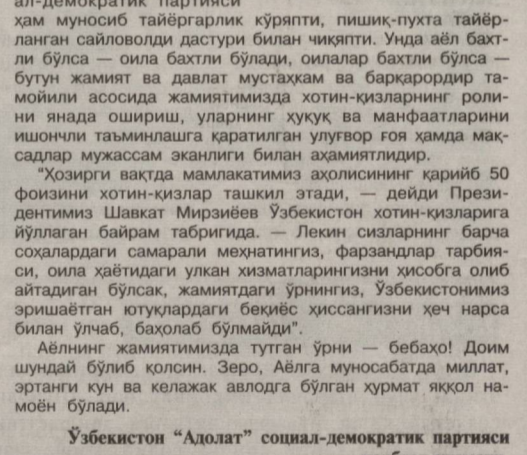 ал-демократик партияси
ҳам муносиб тайёргарлик кўряпти, пишиқ-пухта тайёр-
ланган сайловолди дастури билан чиқяпти. Унда аёл бахт-
ли бўлса — оила бахтли бўлади, оилалар бахтли бўлса —
бутун жамият ва давлат мустаҳкам ва барқарордир та-
мойили асосида жамиятимизда хотин-қизларнинг роли-
ни янада ошириш, уларнинг ҳуқуқ ва манфаатларини
ишончли таъминлашга қаратилган улуғвор ғоя ҳамда мақ-
садлар мужассам эканлиги билан аҳамиятлидир.
"Ҳозирги вақтда мамлакатимиз аҳолисининг қарийб 50
фоизини хотин-қизлар ташкил этади, — дейди Прези-
дентимиз Шавкат Мирзиёев Ўзбекистон хотин-қизларига
йўллаган байрам табригида. — Лекин сизларнинг барча
соҳалардаги самарали меҳнатингиз, фарзандлар тарбия-
си, оила ҳаётидаги улкан хизматларингизни ҳисобга олиб
айтадиган бўлсак, жамиятдаги ўрнингиз, Ўзбекистонимиз
эришаётган ютуқлардаги беқиёс ҳиссангизни ҳеч нарса
билан ўлчаб, баҳолаб бўлмайди".
Аёлнинг жамиятимизда тутган ўрни — бебаҳо! Доим
шундай бўлиб қолсин. Зеро, Аёлга муносабатда миллат,
эртанги кун ва келажак авлодга бўлган ҳурмат яққол на-
моён бўлади.
Ўзбекистон "Адолат" социал-демократик партияси